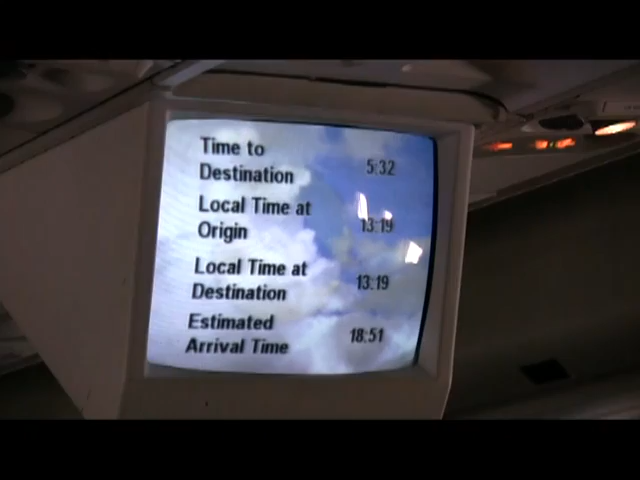 Time to
Destination 5:32
Local Time at
Origin 13:19
Local Time at
Destination 13:19
Estimated
Arrival Time 18:51